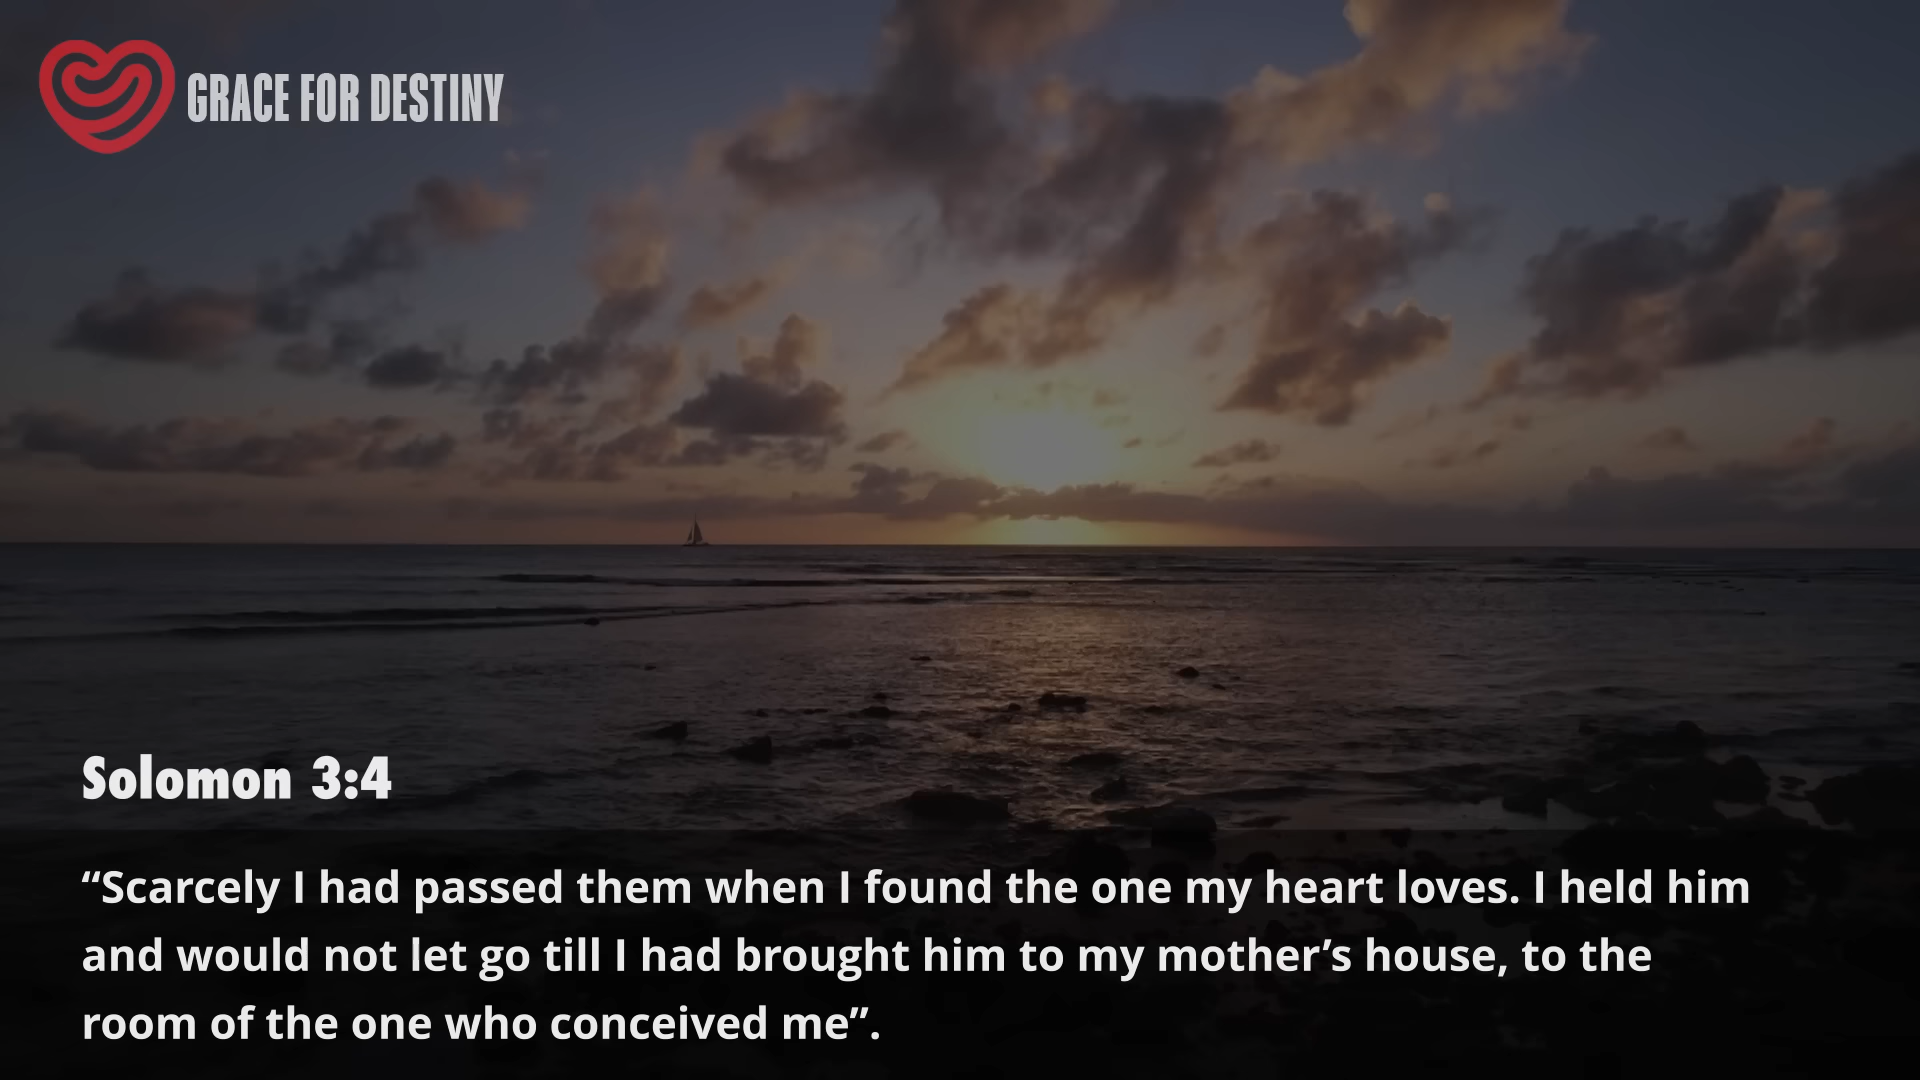 GRACE FOR DESTINY
Solomon 3:4
“Scarcely I had passed them when I found the one my heart loves. I held him
and would not let go till I had brought him to my mother’s house, to the
room of the one who conceived me”.